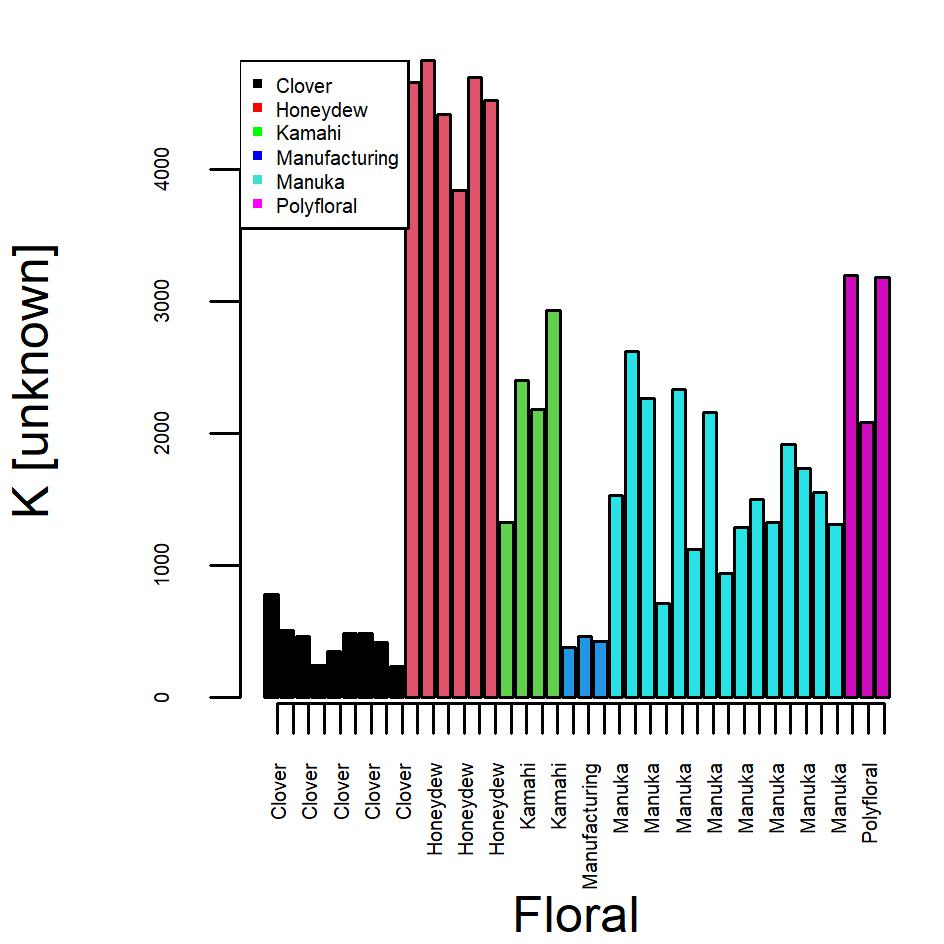 Clover
Honeydew
Kamahi
Manufacturing
Manuka
Polyfloral
K [unknown]
4000
3000
2000
1000
0
Clover
Clover
Clover
Clover
Clover
Honeydew
Honeydew
Honeydew
Kamahi
Kamahi
Manufacturing
Manuka
Manuka
Manuka
Manuka
Manuka
Manuka
Manuka
Manuka
Polyfloral
Floral